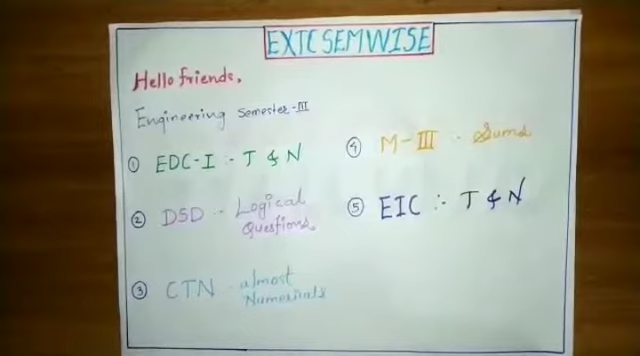 EXTC SEMWISE
Hello friends,
Engineering Semester-III
① EDC-I :- T & N
② DSD :- Logical
Questions.
③ CTN - almost
Numericals
④ M-III - Sums
⑤ EIC :- T & N